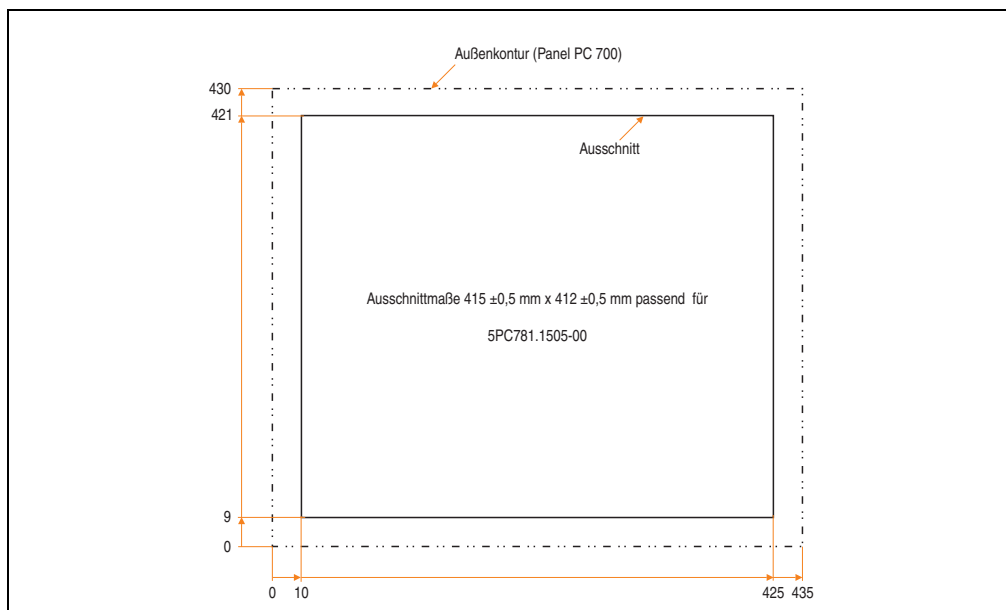 Außenkontur (Panel PC 700)
430
421
Ausschnitt
Ausschnittmaße 415 ±0,5 mm x 412 ±0,5 mm passend für
5PC781.1505-00
9
0
0 10 425 435